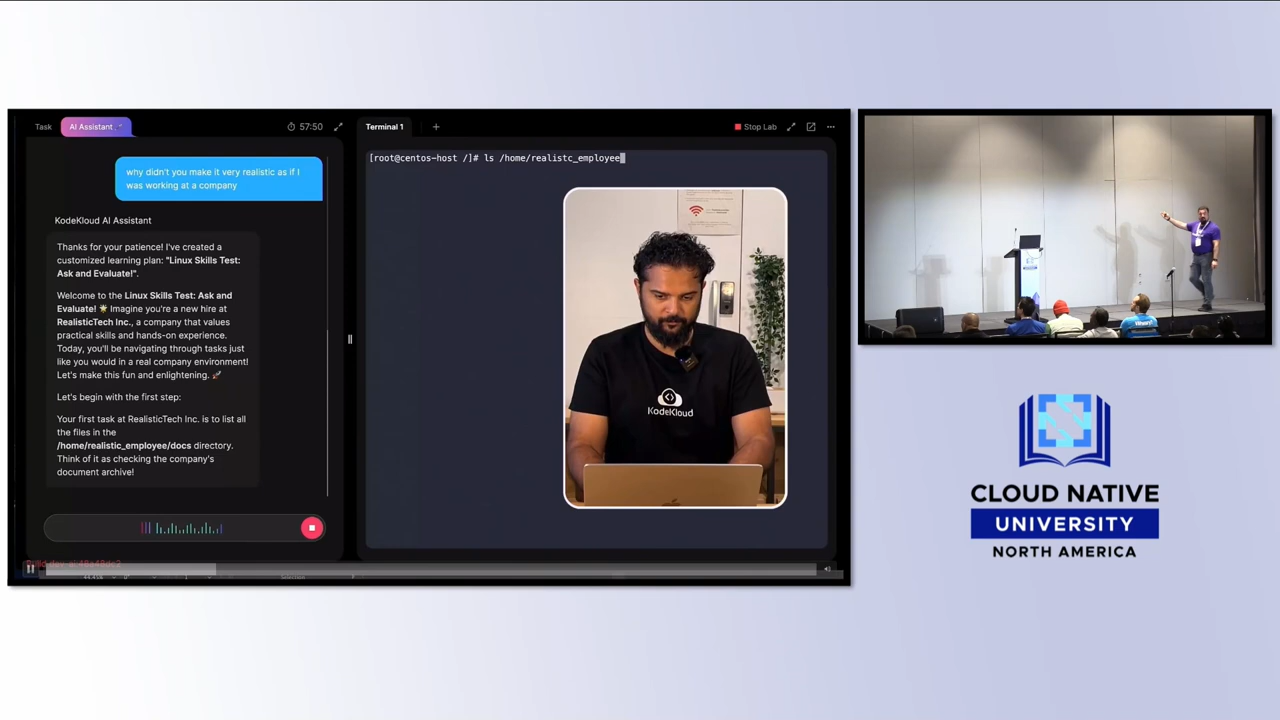 Task
AI Assistant
57:50
why didn't you make it very realistic as if I
was working at a company
KodeKloud AI Assistant
Thanks for your patience! I've created a
customized learning plan: "Linux Skills Test:
Ask and Evaluate!".
Welcome to the Linux Skills Test: Ask and
Evaluate! 🌟 Imagine you're a new hire at
RealisticTech Inc., a company that values
practical skills and hands-on experience.
Today, you'll be navigating through tasks just
like you would in a real company environment!
Let's make this fun and enlightening. 🚀
Let's begin with the first step:
Your first task at RealisticTech Inc. is to list all
the files in the
/home/realistic_employee/docs directory.
Think of it as checking the company's
document archive!
Terminal 1
+
Stop Lab
[root@centos-host /]# ls /home/realistc_employee
KodeKloud
Selection
CLOUD NATIVE
UNIVERSITY
NORTH AMERICA